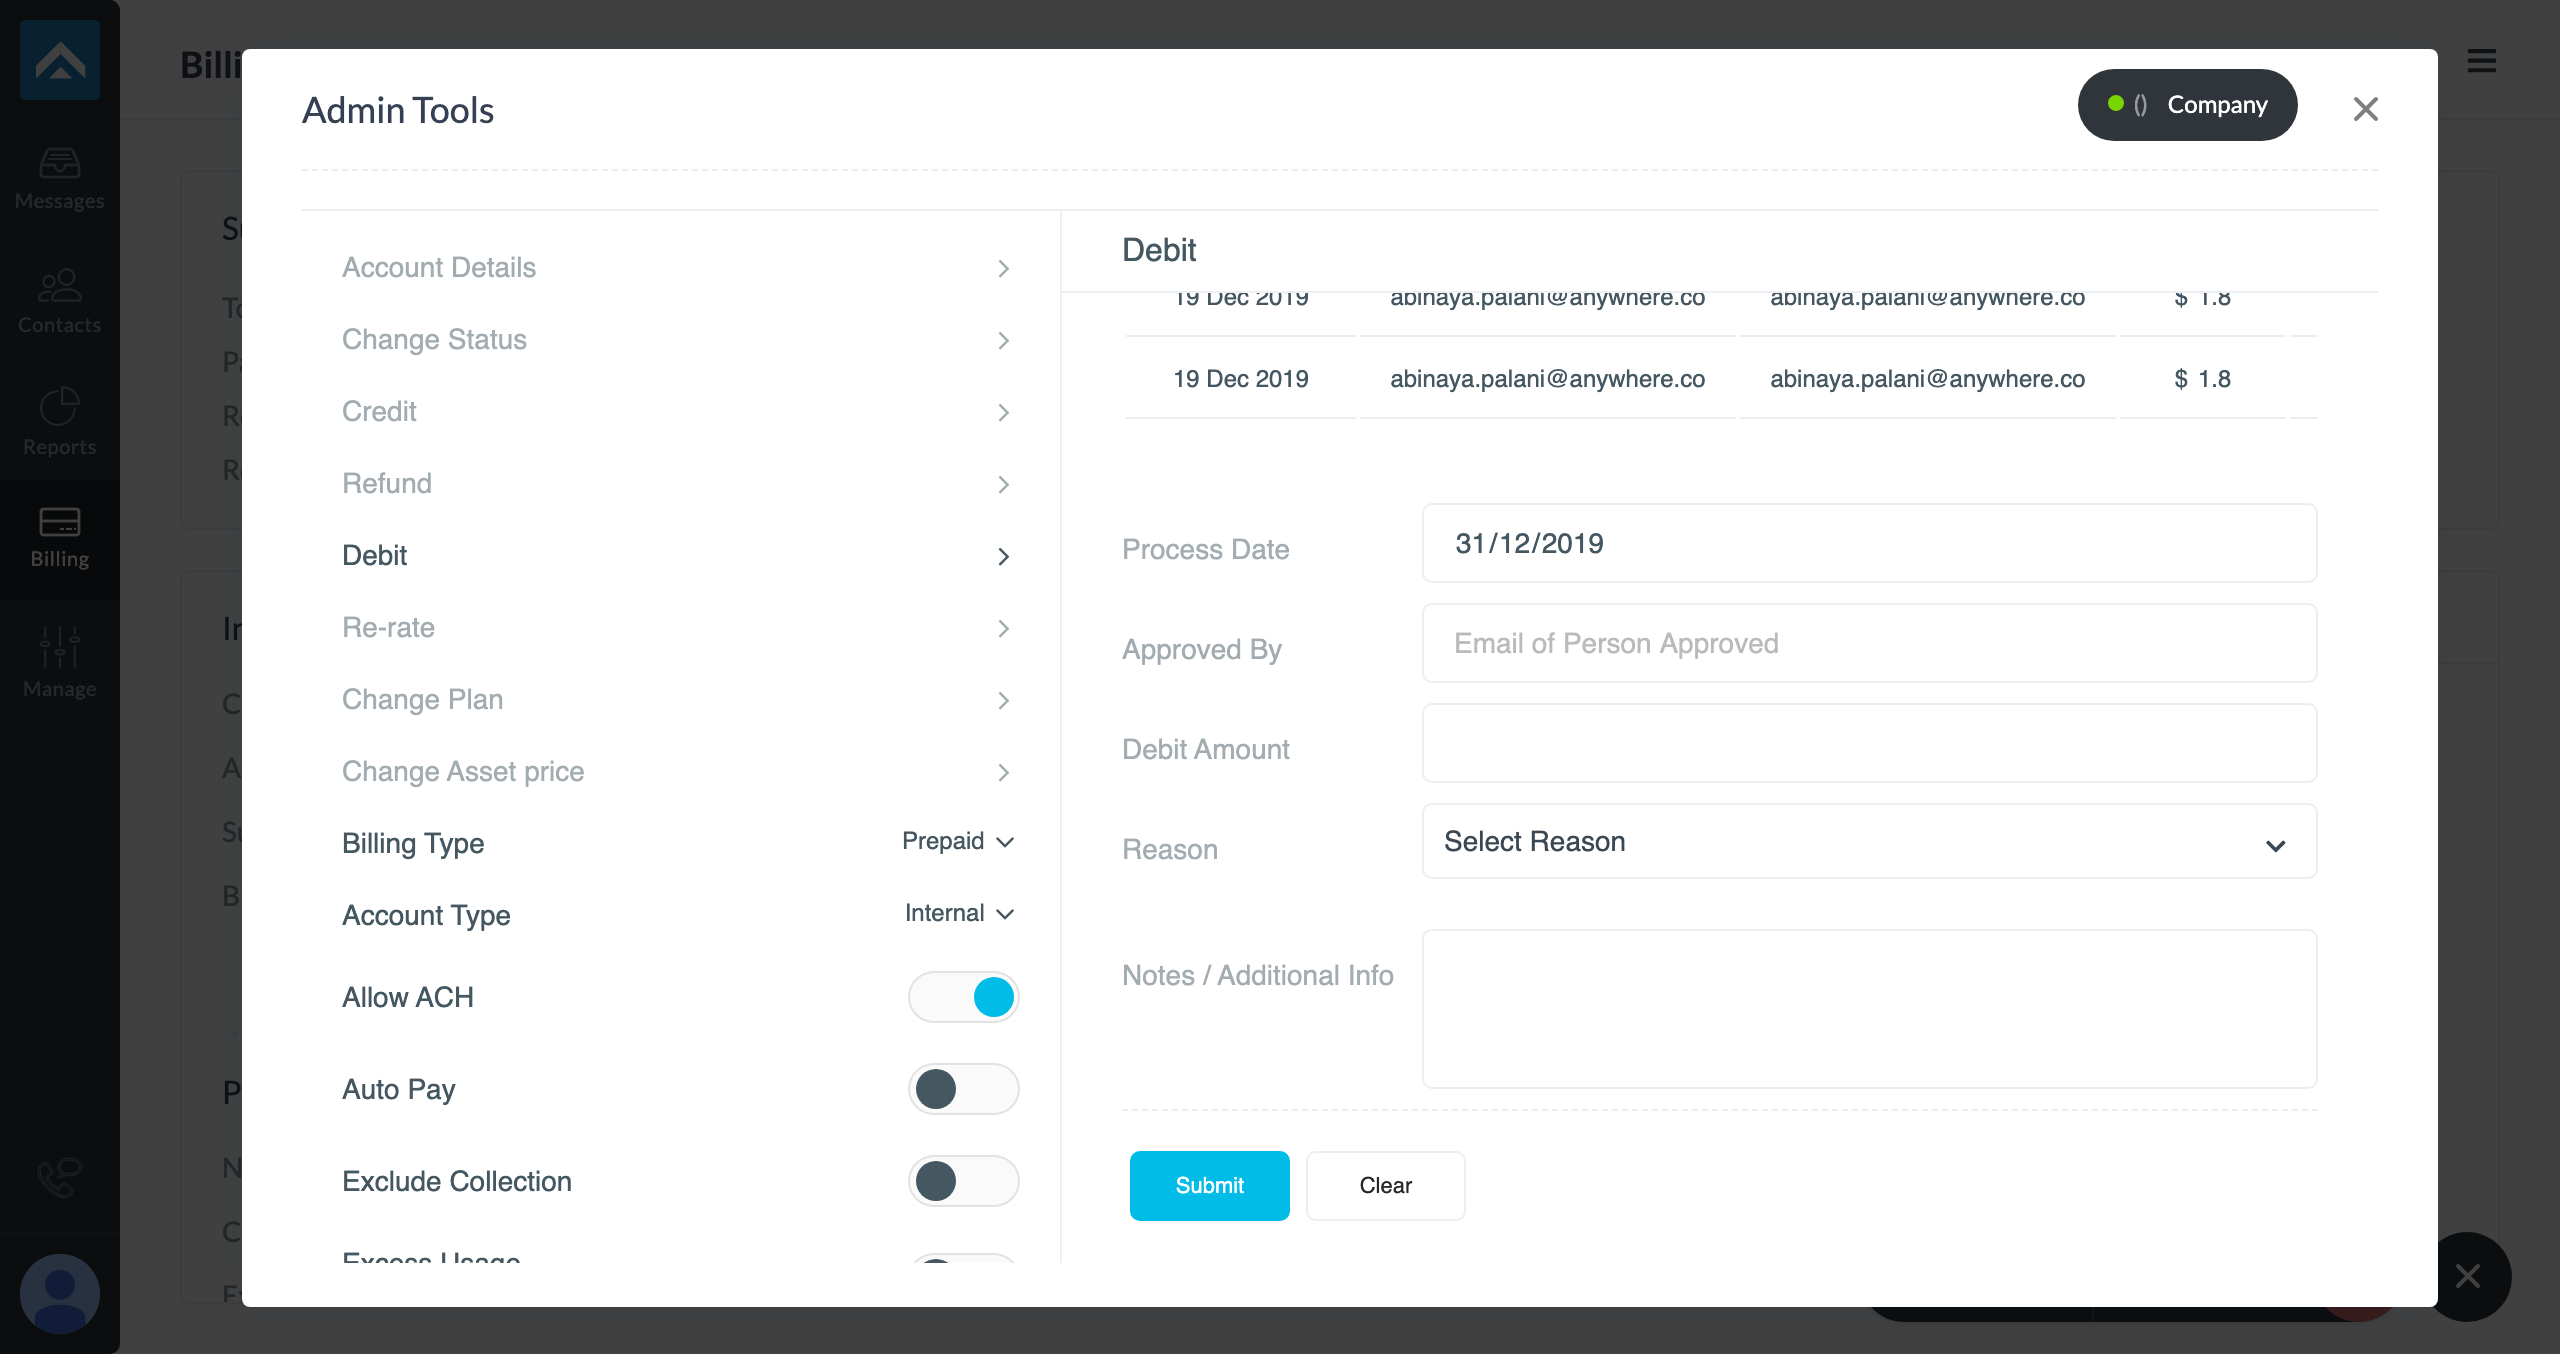 Billi
Admin Tools
() Company
Messages
Contacts
Reports
Billing
Manage
Account Details
Change Status
Credit
Refund
Debit
Re-rate
Change Plan
Change Asset price
Billing Type Prepaid
Account Type Internal
Allow ACH
Auto Pay
Exclude Collection
Excess Usage
Debit
19 Dec 2019 abinaya.palani@anywhere.co abinaya.palani@anywhere.co $ 1.8
19 Dec 2019 abinaya.palani@anywhere.co abinaya.palani@anywhere.co $ 1.8
Process Date 31/12/2019
Approved By Email of Person Approved
Debit Amount
Reason Select Reason
Notes / Additional Info
Submit Clear